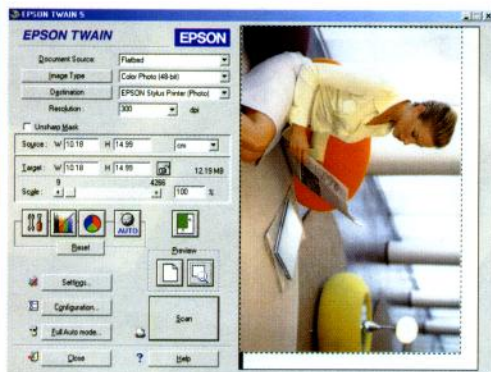 EPSON TWAIN 5
EPSON TWAIN
EPSON
Document Source: Flatbed
Image Type Color Photo (48-bit)
Destination EPSON Stylus Printer (Photo)
Resolution 300 dpi
Unsharp Mask
Source: W 10.18 H 14.99 cm
Target: W 10.18 H 14.99 12.19 MB
9 4266
Scale: 100 %
AUTO
Reset
Preview
Settings...
Configuration...
Full Auto mode...
Scan
Close
? Help